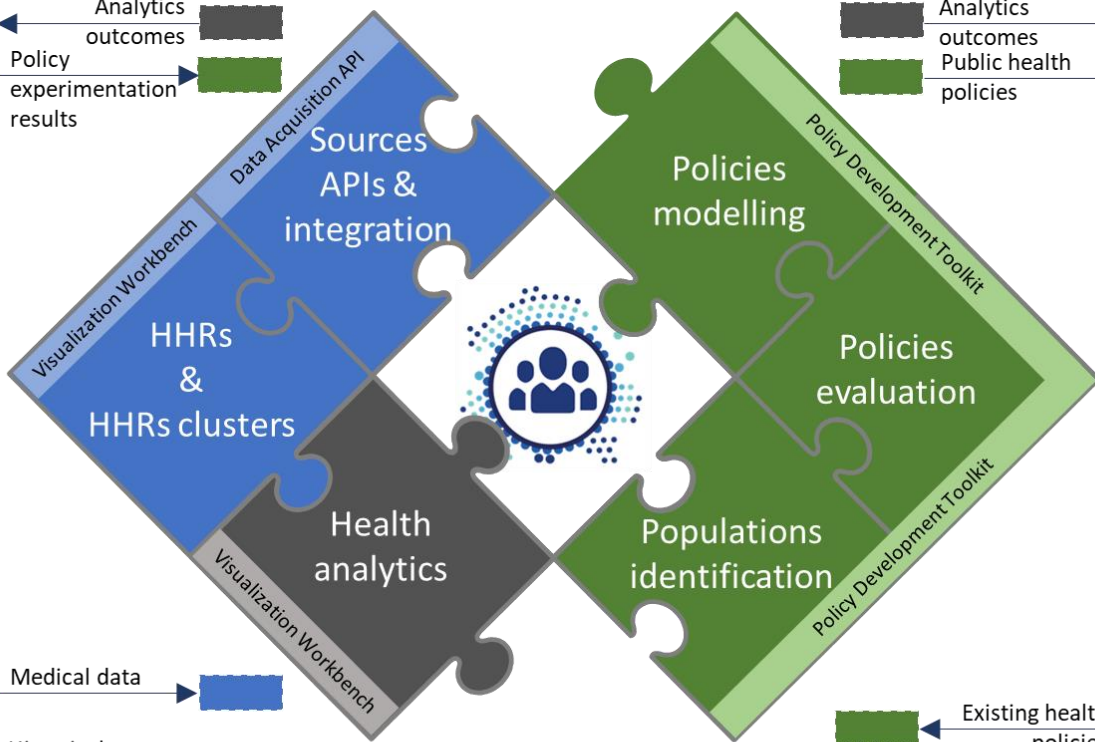 Analytics
outcomes
Policy
experimentation
results
Analytics
outcomes
Public health
policies
Data Acquisition API
Sources
APIs &
integration
Visualization Workbench
HHRs
&
HHRs clusters
Health
analytics
Visualization Workbench
Policies
modelling
Policy Development Toolkit
Policies
evaluation
Populations
identification
Policy Development Toolkit
Medical data
Existing healt